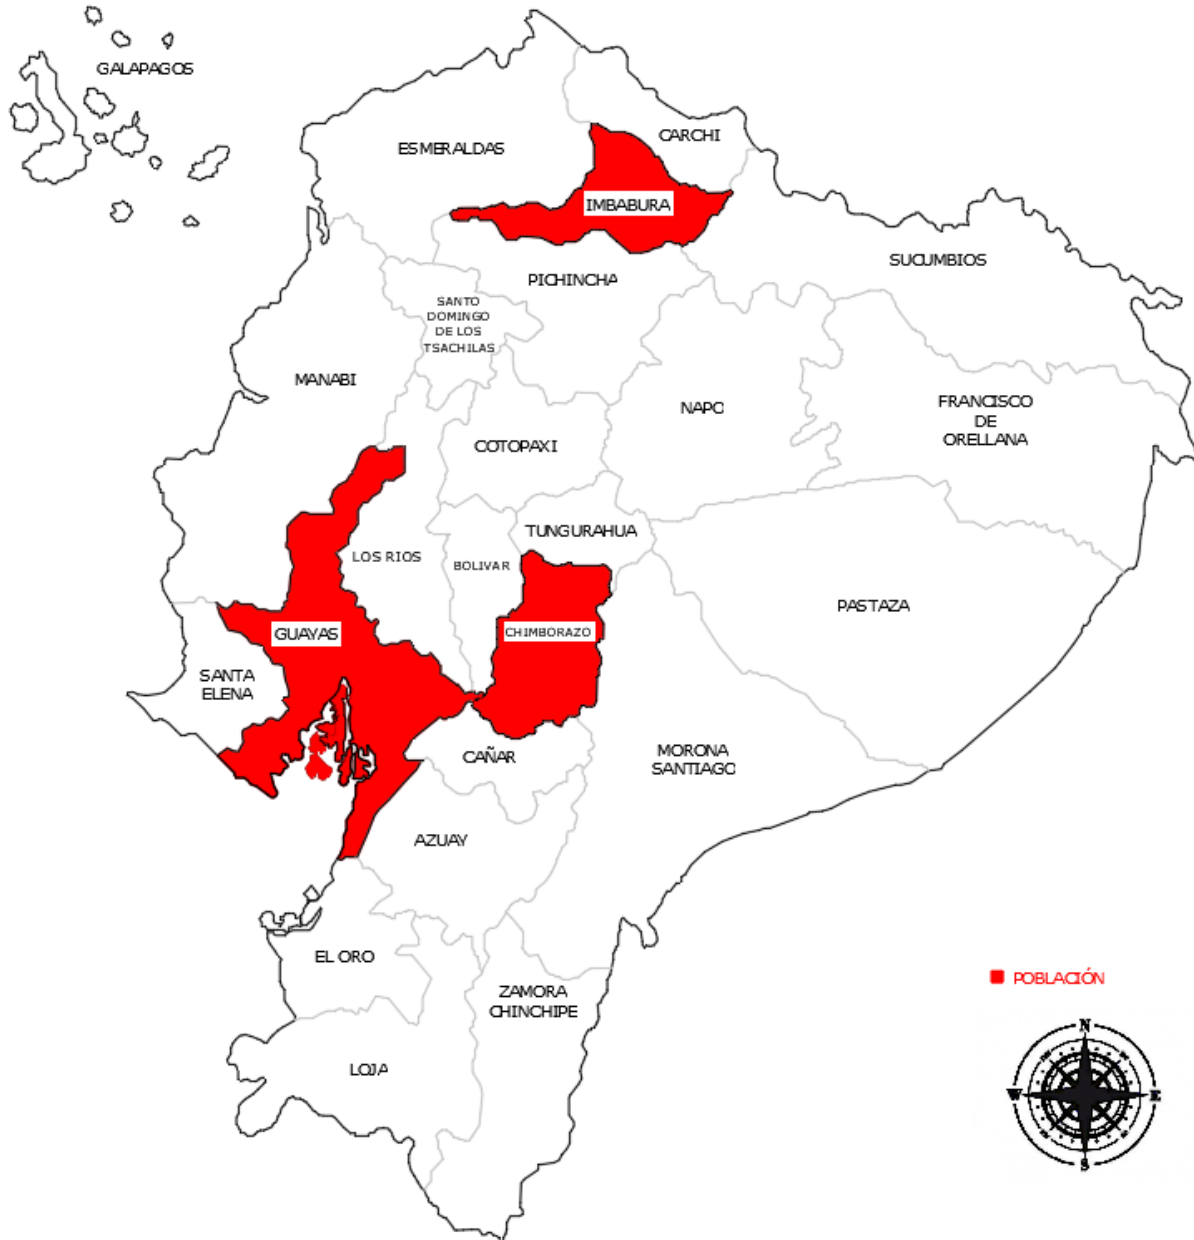 GALAPAGOS
ESMERALDAS
CARCHI
IMBABURA
SUCUMBIOS
PICHINCHA
SANTO
DOMINGO
DE LOS
TSACHILAS
MANABI
NAPO
FRANCISCO
DE
ORELLANA
COTOPAXI
TUNGURAHUA
LOS RIOS
BOLIVAR
PASTAZA
GUAYAS
CHIMBORAZO
SANTA
ELENA
CAÑAR
MORONA
SANTIAGO
AZUAY
EL ORO
ZAMORA
CHINCHIPE
LOJA
POBLÁCIÓN
N
W
E
S